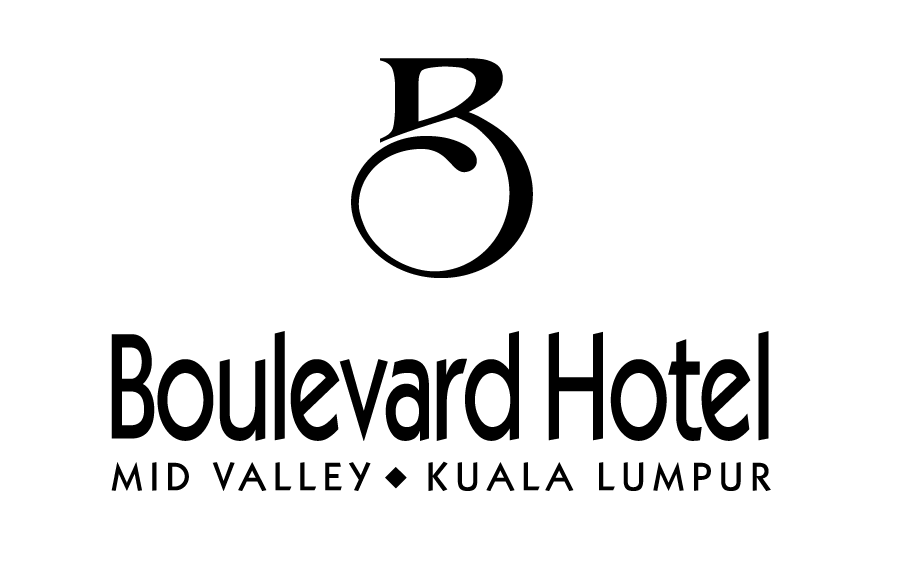 B
Boulevard Hotel
MID VALLEY ◆ KUALA LUMPUR